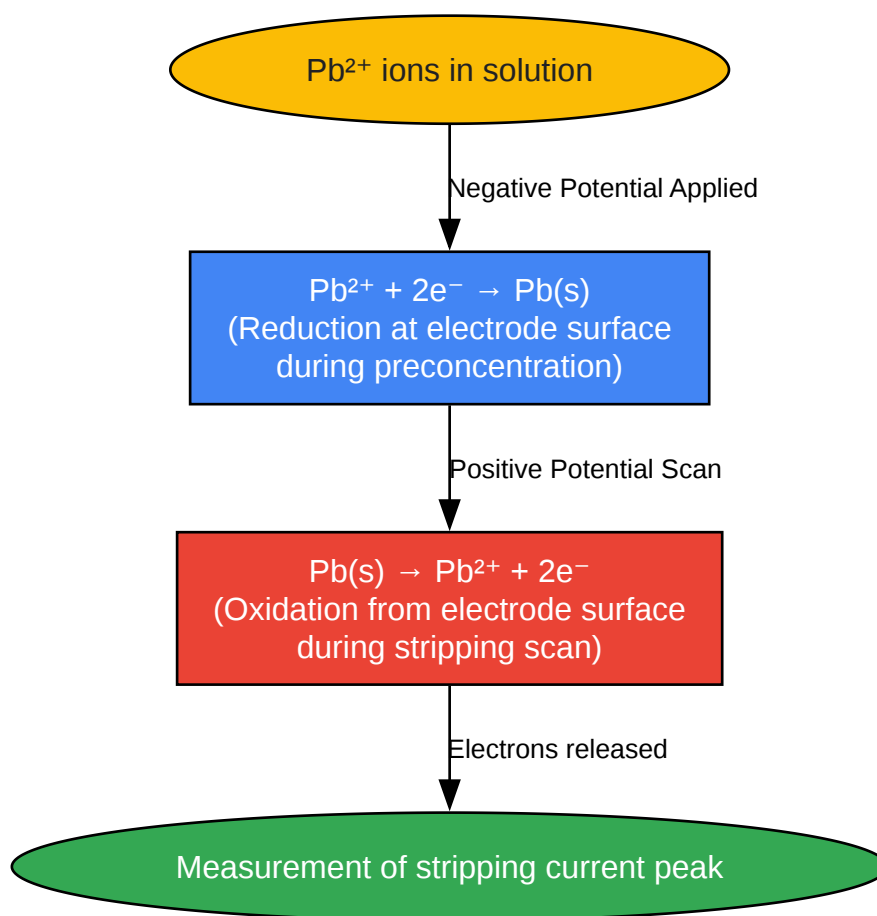 Pb²⁺ ions in solution
Negative Potential Applied
Pb²⁺ + 2e⁻ → Pb(s)
(Reduction at electrode surface
during preconcentration)
Positive Potential Scan
Pb(s) → Pb²⁺ + 2e⁻
(Oxidation from electrode surface
during stripping scan)
Electrons released
Measurement of stripping current peak